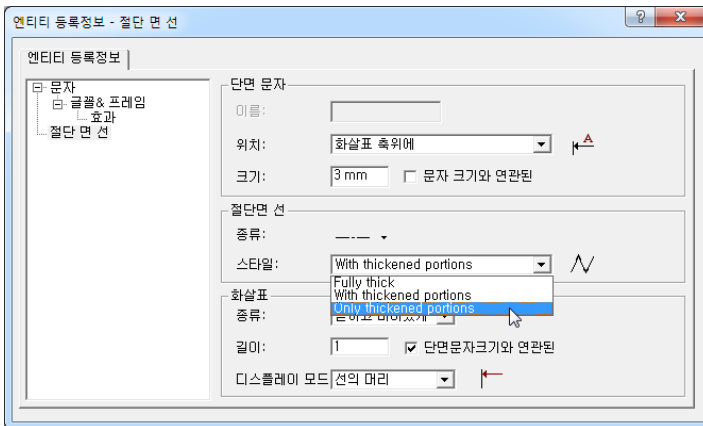 엔티티 등록정보 - 절단 면 선
엔티티 등록정보
문자
글꼴& 프레임
효과
절단 면 선
단면 문자
이름:
위치: 화살표 축위에 A
크기: 3 mm 문자 크기와 연관된
절단면 선
종류:
스타일: With thickened portions
Fully thick
With thickened portions
Only thickened portions
화살표
종류:
길이: 1 단면문자크기와 연관된
디스플레이 모드 선의 머리